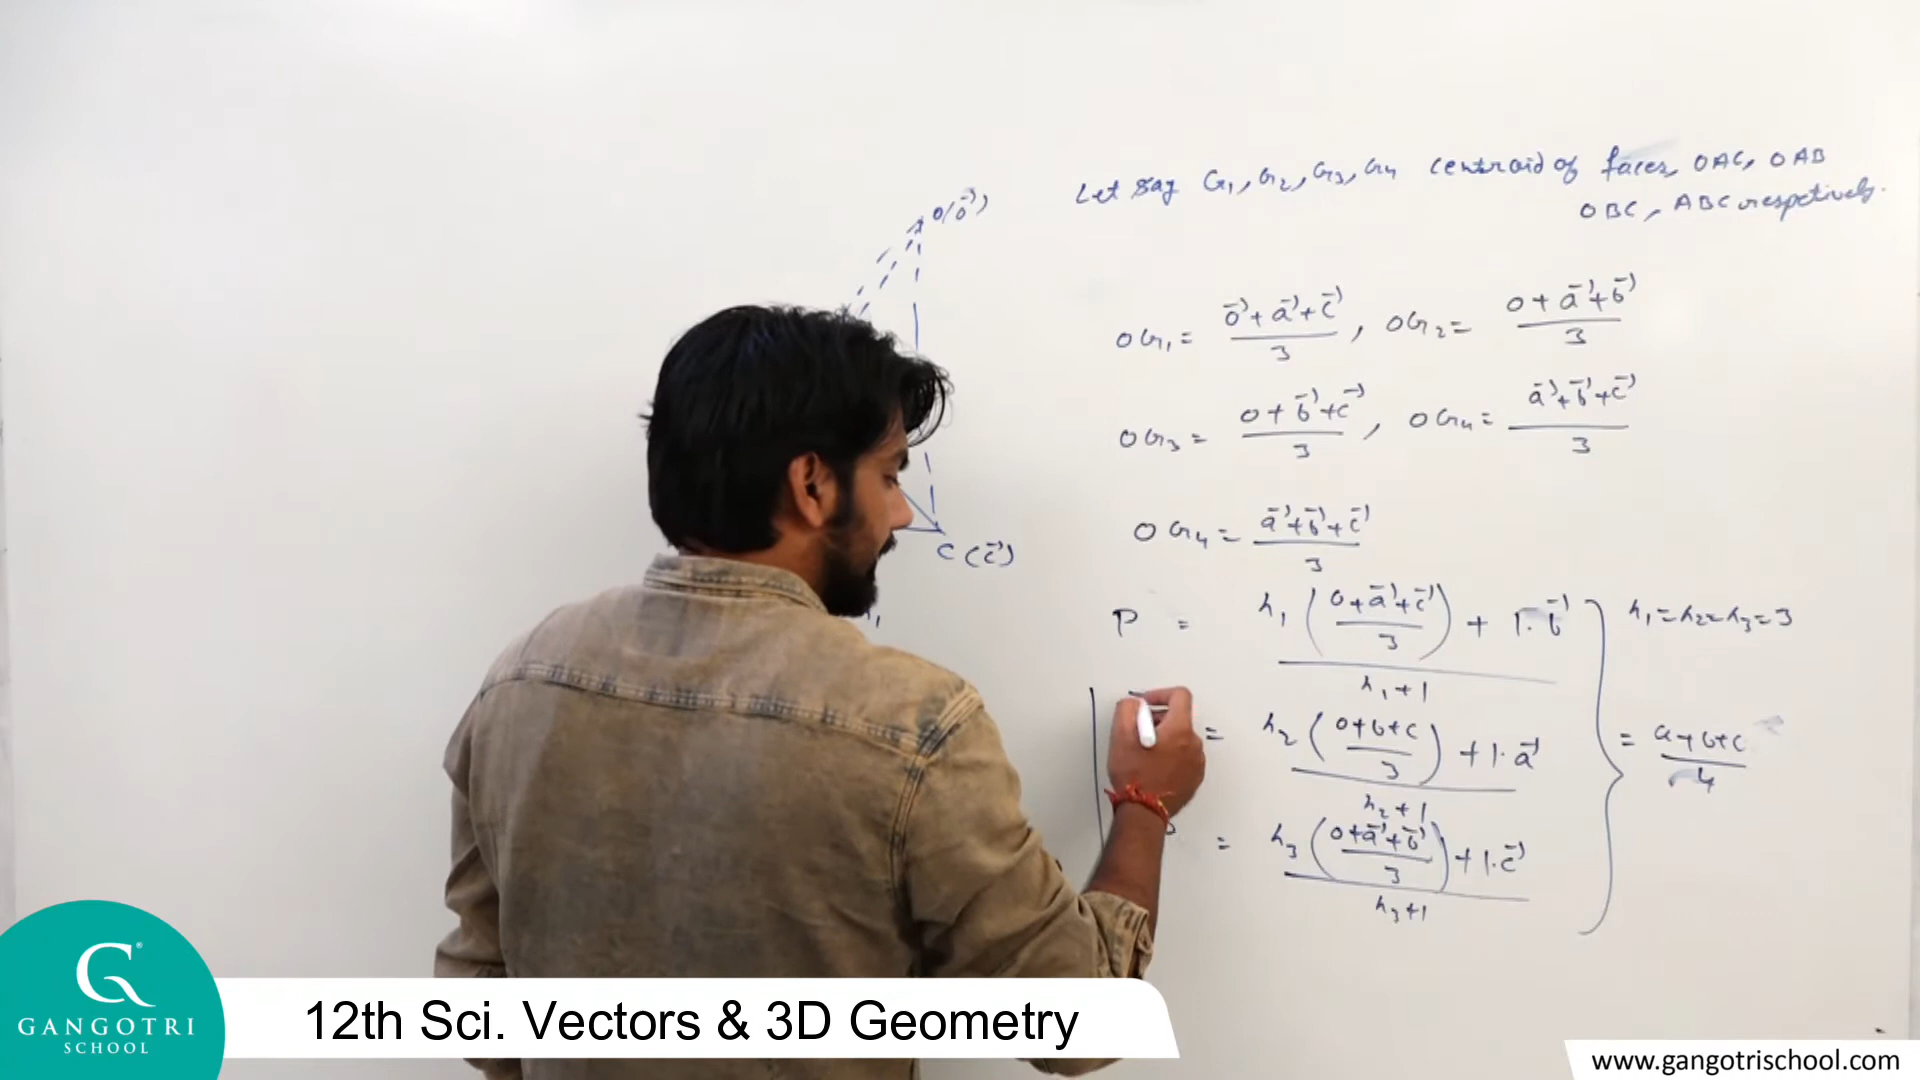 Let say G₁, G₂, G₃, G₄ centroid of faces, OAC, OAB
OBC, ABC respetively.
O(o⃗)
OG₁ = (o⃗ + a⃗ + c⃗)/3 , OG₂ = (0 + a⃗ + b⃗)/3
OG₃ = (0 + b⃗ + c⃗)/3 , OG₄ = (a⃗ + b⃗ + c⃗)/3
OG₄ = (a⃗ + b⃗ + c⃗)/3
C (c⃗)
P = (λ₁((0 + a⃗ + c⃗)/3) + 1·b⃗)/(λ₁ + 1)
λ₁ = λ₂ = λ₃ = 3
= (λ₂((0+b+c)/3) + 1·a⃗)/(λ₂ + 1)
= (a+b+c)/4
= (λ₃((0+a⃗+b⃗)/3) + 1·c⃗)/(λ₃+1)
GANGOTRI
SCHOOL
12th Sci. Vectors & 3D Geometry
www.gangotrischool.com